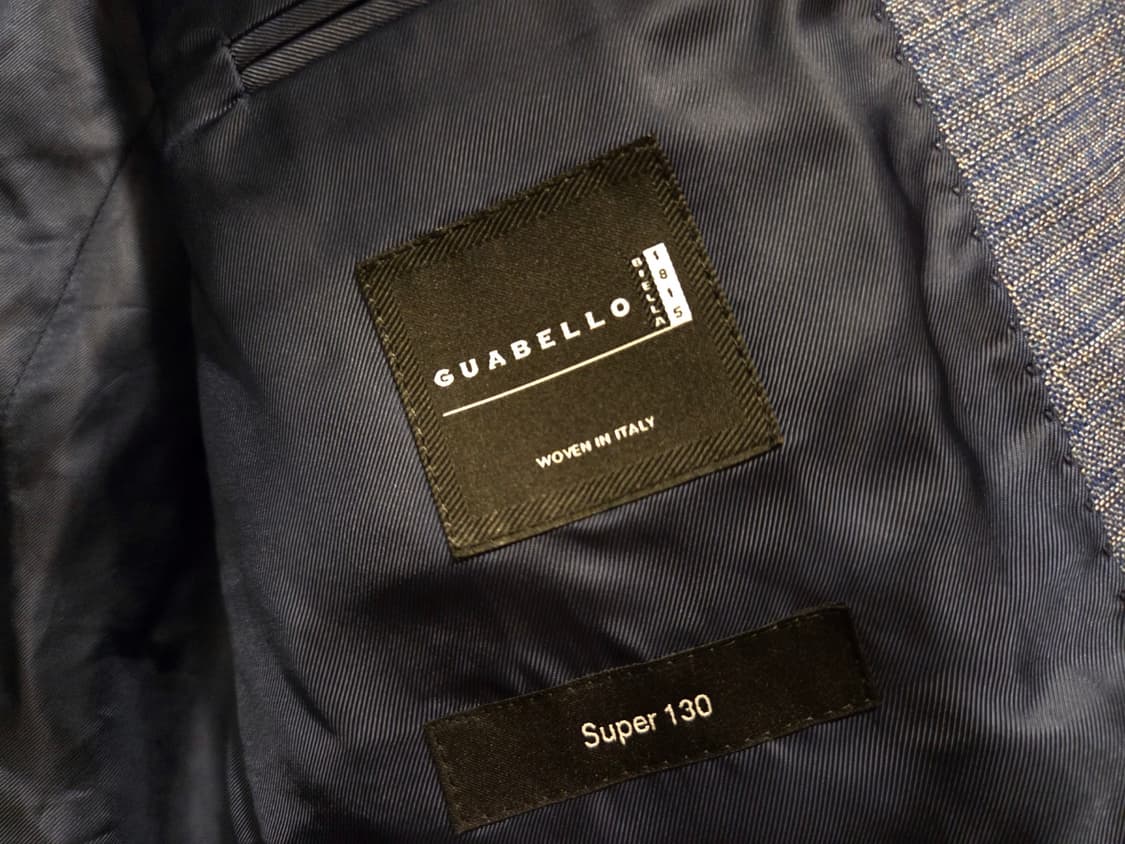 GUABELLO
BIELLA
1815
WOVEN IN ITALY
Super 130